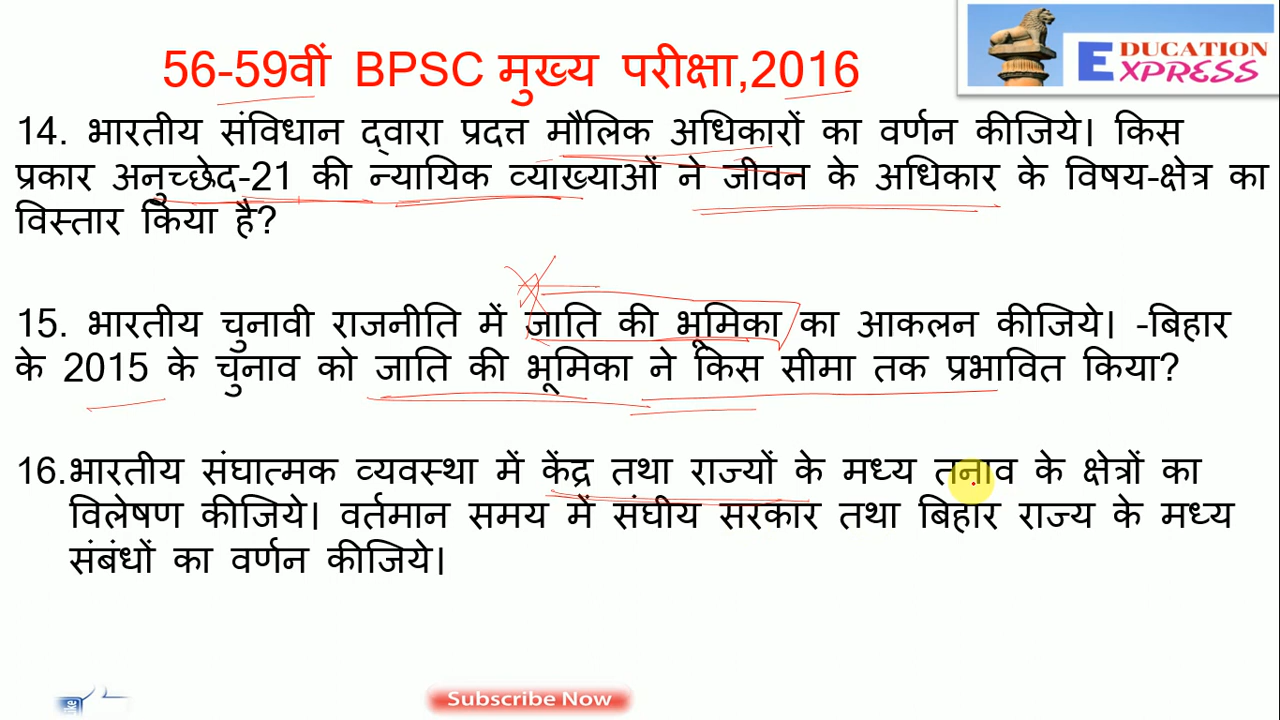 56-59वीं BPSC मुख्य परीक्षा,2016
EDUCATION
EXPRESS
14. भारतीय संविधान द्वारा प्रदत्त मौलिक अधिकारों का वर्णन कीजिये। किस
प्रकार अनुच्छेद-21 की न्यायिक व्याख्याओं ने जीवन के अधिकार के विषय-क्षेत्र का
विस्तार किया है?
15. भारतीय चुनावी राजनीति में जाति की भूमिका का आकलन कीजिये। -बिहार
के 2015 के चुनाव को जाति की भूमिका ने किस सीमा तक प्रभावित किया?
16.भारतीय संघात्मक व्यवस्था में केंद्र तथा राज्यों के मध्य तनाव के क्षेत्रों का
विलेषण कीजिये। वर्तमान समय में संघीय सरकार तथा बिहार राज्य के मध्य
संबंधों का वर्णन कीजिये।
Subscribe Now